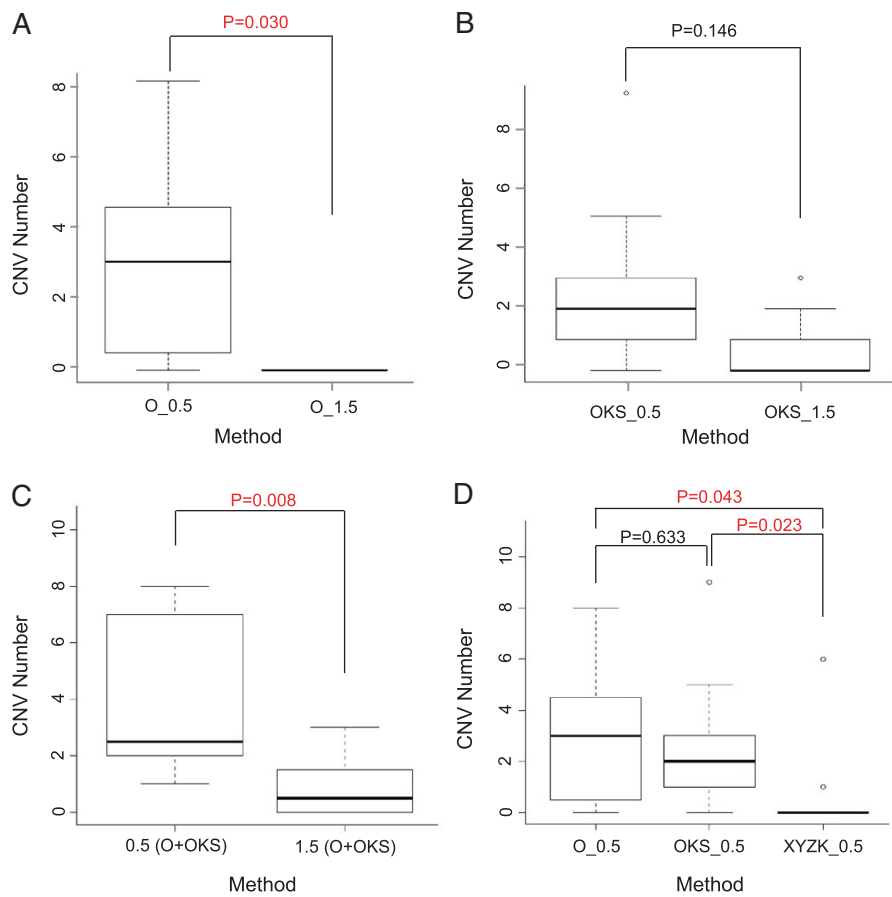 A
P=0.030
8
6
4
2
0
CNV Number
O_0.5
O_1.5
Method
B
P=0.146
8
6
4
2
0
CNV Number
OKS_0.5
OKS_1.5
Method
C
P=0.008
10
8
6
4
2
0
CNV Number
0.5 (O+OKS)
1.5 (O+OKS)
Method
D
P=0.043
P=0.633
P=0.023
10
8
6
4
2
0
CNV Number
O_0.5
OKS_0.5
XYZK_0.5
Method